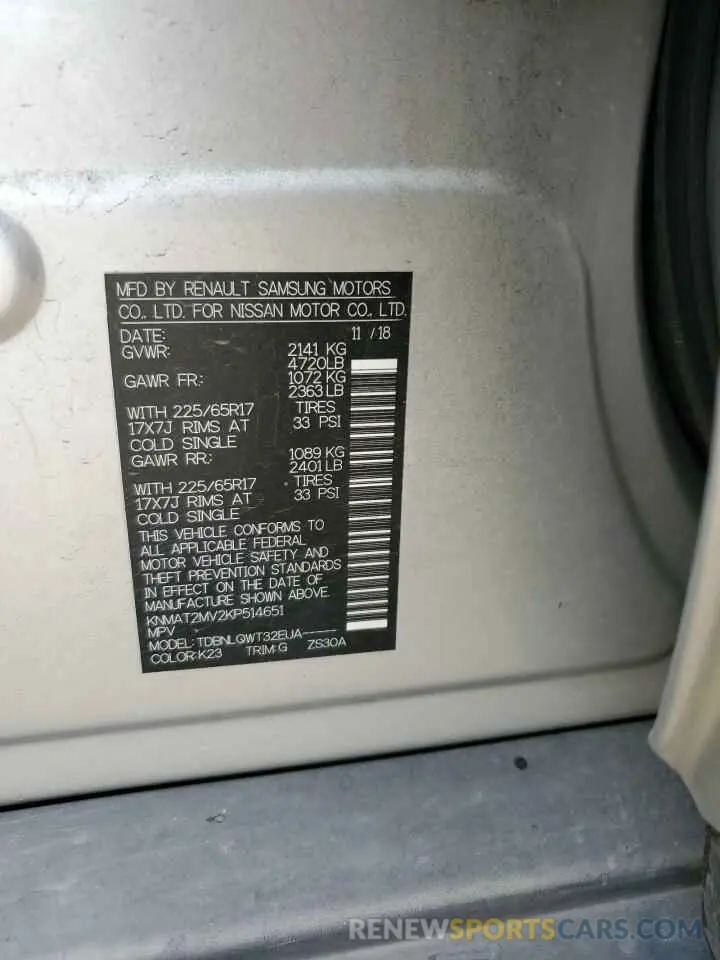 MFD BY RENAULT SAMSUNG MOTORS
CO., LTD. FOR NISSAN MOTOR CO., LTD.
DATE: 11 /18
GVWR: 2141 KG
4720LB
GAWR FR.: 1072 KG
2363 LB
WITH 225/65R17 TIRES
17X7J RIMS AT 33 PSI
COLD SINGLE
GAWR RR.: 1089 KG
2401 LB
WITH 225/65R17 TIRES
17X7J RIMS AT 33 PSI
COLD SINGLE
THIS VEHICLE CONFORMS TO
ALL APPLICABLE FEDERAL
MOTOR VEHICLE SAFETY AND
THEFT PREVENTION STANDARDS
IN EFFECT ON THE DATE OF
MANUFACTURE SHOWN ABOVE.
KNMAT2MV2KP514651
MPV
MODEL: TDBNLQWT32EUA-----
COLOR:K23 TRIM:G ZS30A
RENEWSPORTSCARS.COM